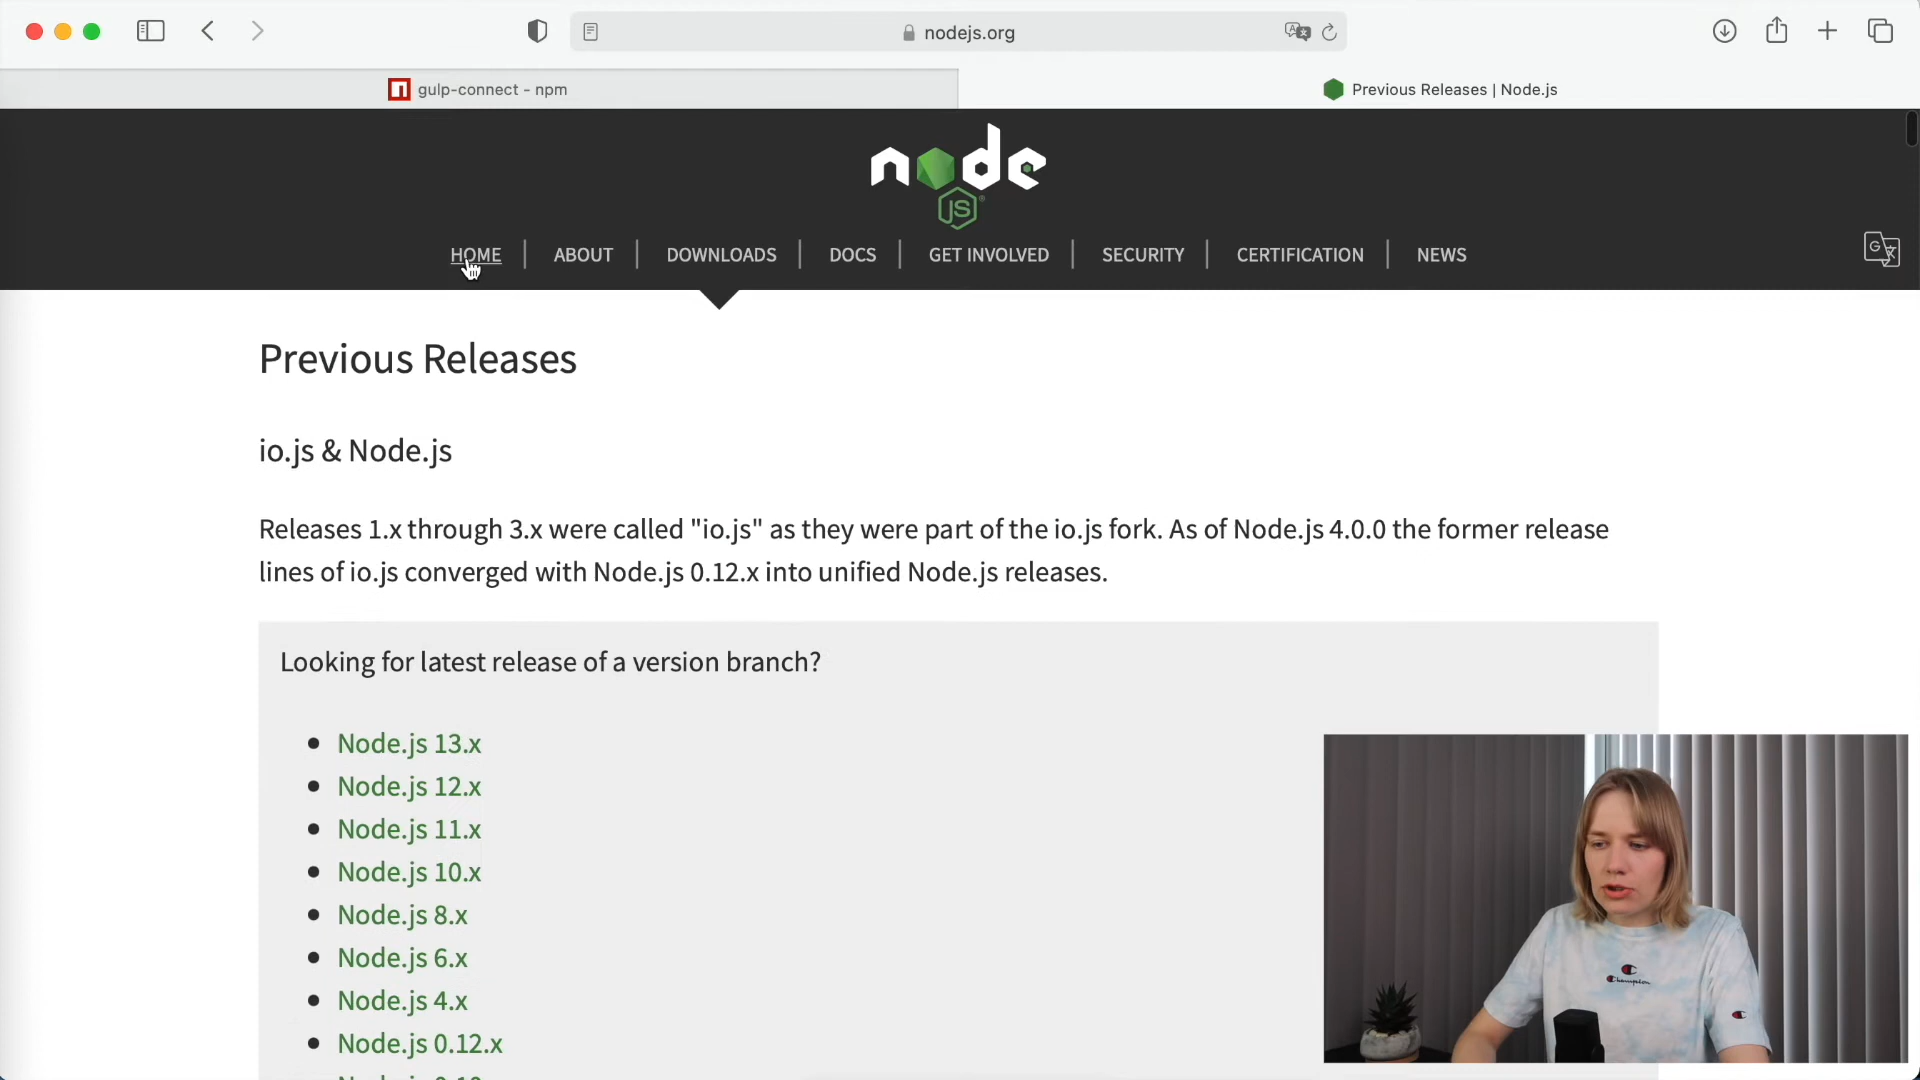 nodejs.org
gulp-connect - npm
Previous Releases | Node.js
node
JS
HOME
ABOUT
DOWNLOADS
DOCS
GET INVOLVED
SECURITY
CERTIFICATION
NEWS
Previous Releases
io.js & Node.js
Releases 1.x through 3.x were called "io.js" as they were part of the io.js fork. As of Node.js 4.0.0 the former release
lines of io.js converged with Node.js 0.12.x into unified Node.js releases.
Looking for latest release of a version branch?
Node.js 13.x
Node.js 12.x
Node.js 11.x
Node.js 10.x
Node.js 8.x
Node.js 6.x
Node.js 4.x
Node.js 0.12.x
Champion